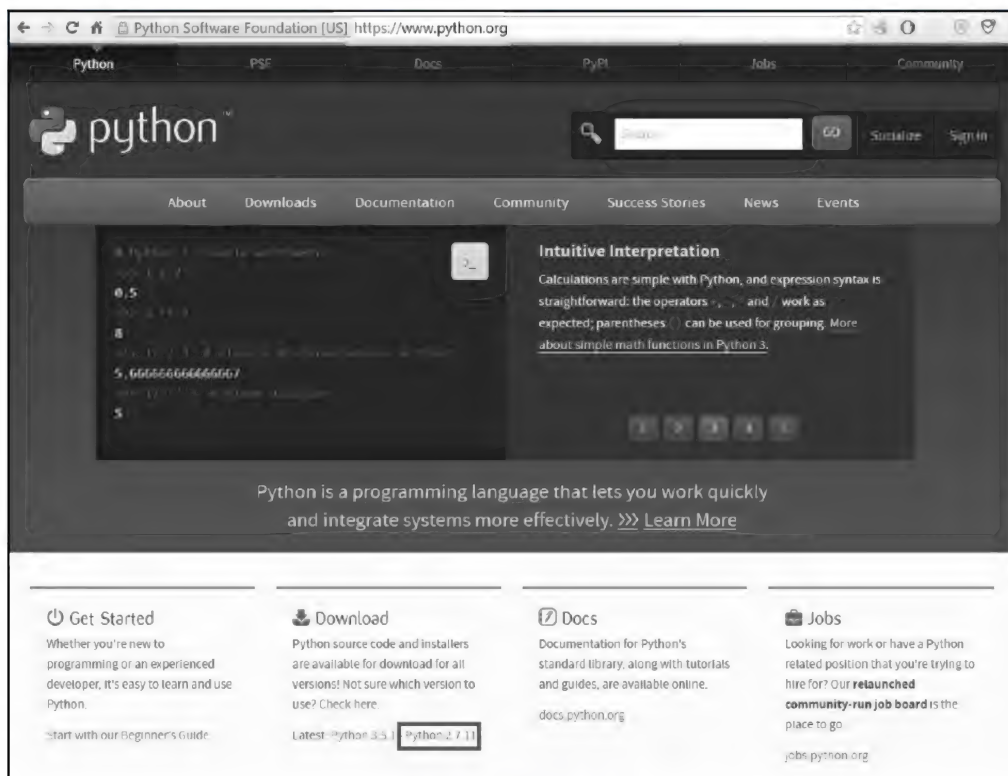 Python Software Foundation [US] https://www.python.org
Python PSF Docs PyPI Jobs Community
python™
Search GO Socialize Sign In
About Downloads Documentation Community Success Stories News Events
>_
0.5
8
5.666666666666667
5
Intuitive Interpretation
Calculations are simple with Python, and expression syntax is
straightforward: the operators , , and / work as
expected; parentheses () can be used for grouping. More
about simple math functions in Python 3.
1 2 3 4 5
Python is a programming language that lets you work quickly
and integrate systems more effectively. >>> Learn More
Get Started
Whether you're new to
programming or an experienced
developer, it's easy to learn and use
Python.
Start with our Beginner's Guide
Download
Python source code and installers
are available for download for all
versions! Not sure which version to
use? Check here.
Latest: Python 3.5.1 Python 2.7.11
Docs
Documentation for Python's
standard library, along with tutorials
and guides, are available online.
docs.python.org
Jobs
Looking for work or have a Python
related position that you're trying to
hire for? Our relaunched
community-run job board is the
place to go.
jobs.python.org